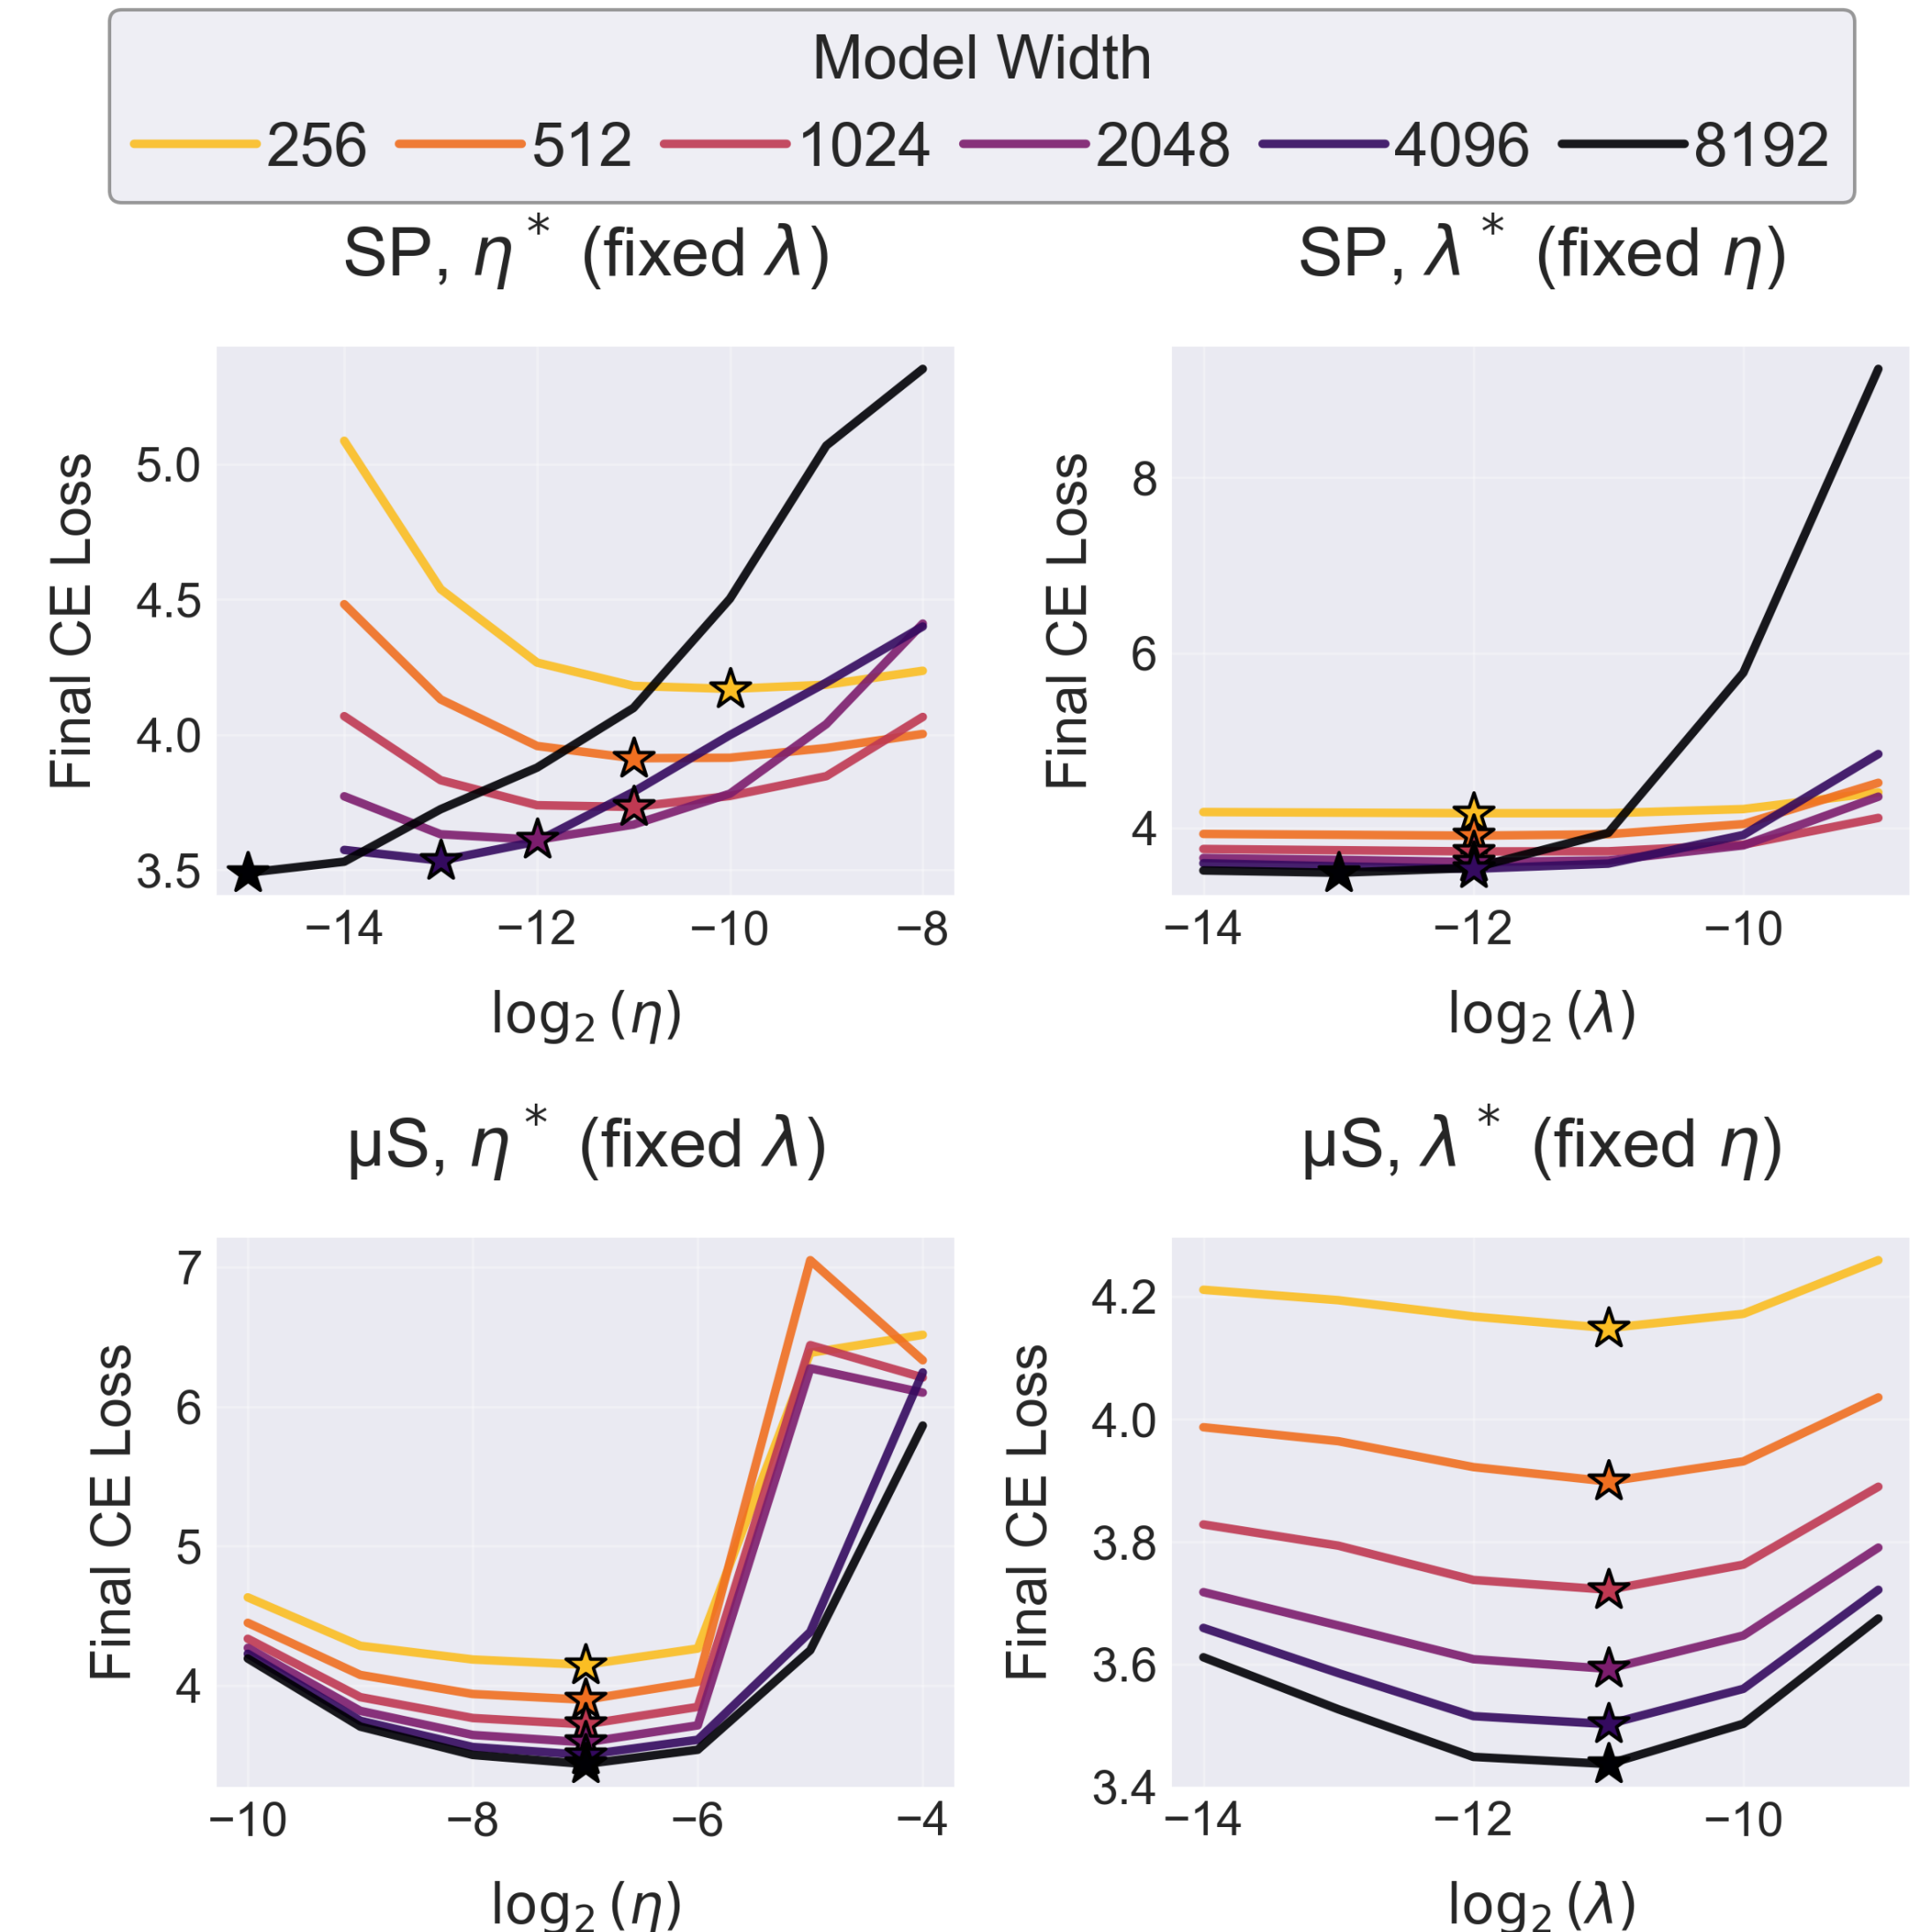 Model Width
256 512 1024 2048 4096 8192
SP, η* (fixed λ)
Final CE Loss
5.0
4.5
4.0
3.5
−14 −12 −10 −8
log₂(η)
SP, λ* (fixed η)
Final CE Loss
8
6
4
−14 −12 −10
log₂(λ)
µS, η* (fixed λ)
Final CE Loss
7
6
5
4
−10 −8 −6 −4
log₂(η)
µS, λ* (fixed η)
Final CE Loss
4.2
4.0
3.8
3.6
3.4
−14 −12 −10
log₂(λ)